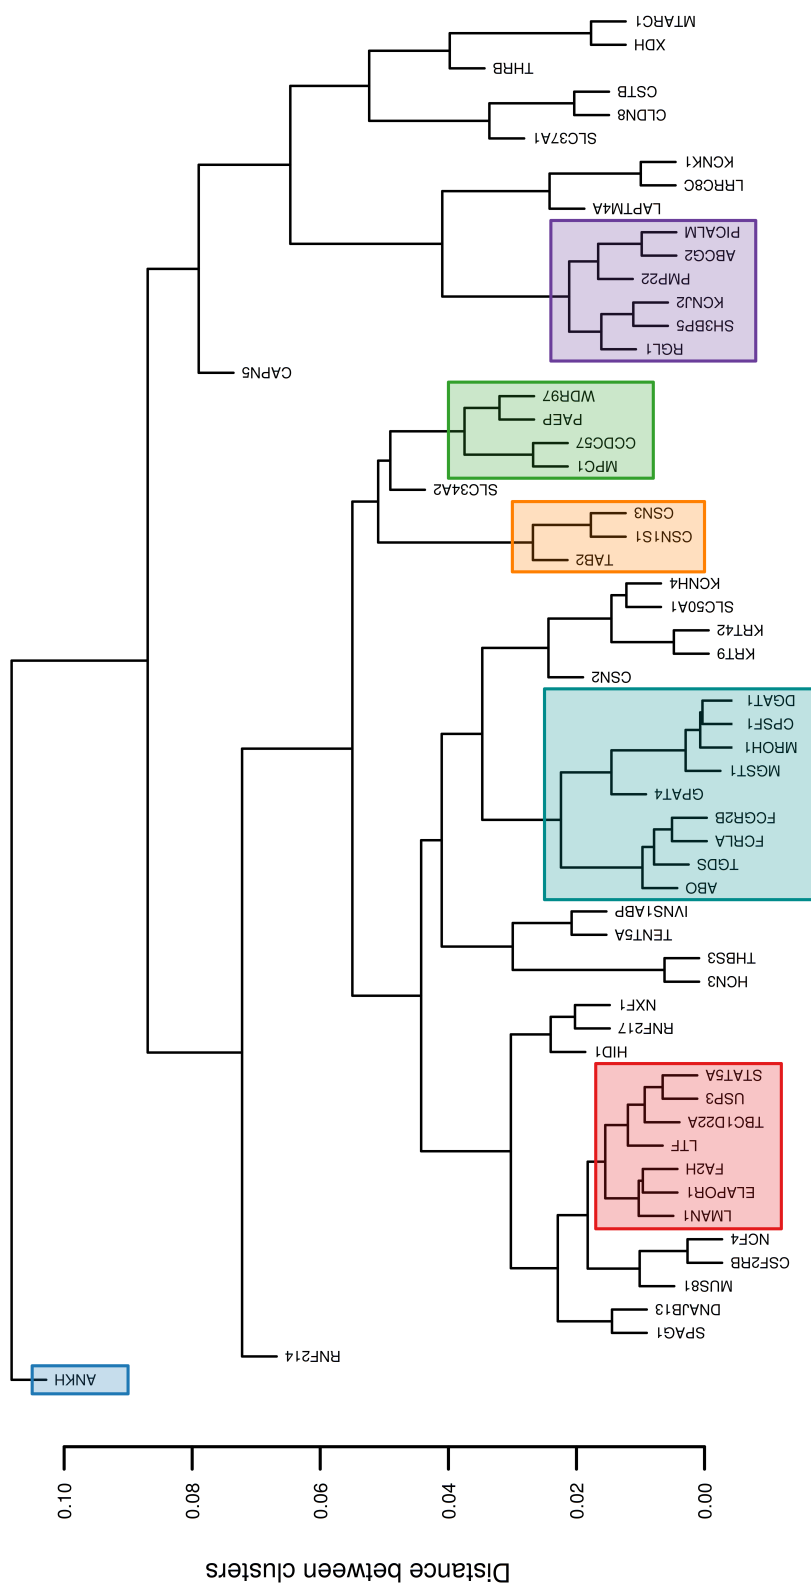 MTARC1
XDH
THRB
CSTB
CLDN8
SLC37A1
KCNK1
LRRC8C
LAPTM4A
PICALM
ABCG2
PMP22
KCNJ2
SH3BP5
RGL1
CAPN5
WDR97
PAEP
CCDC57
MPC1
SLC34A2
CSN3
CSN1S1
TAB2
KCNH4
SLC50A1
KRT42
KRT9
CSN2
DGAT1
CPSF1
MROH1
MGST1
GPAT4
FCGR2B
FCRLA
TGDS
ABO
IVNS1ABP
TENT5A
THBS3
HCN3
NXF1
RNF217
HID1
STAT5A
USP3
TBC1D22A
LTF
FA2H
ELAPOR1
LMAN1
NCF4
CSF2RB
MUS81
DNAJB13
SPAG1
RNF214
ANKH
0.10
0.08
0.06
0.04
0.02
0.00
Distance between clusters